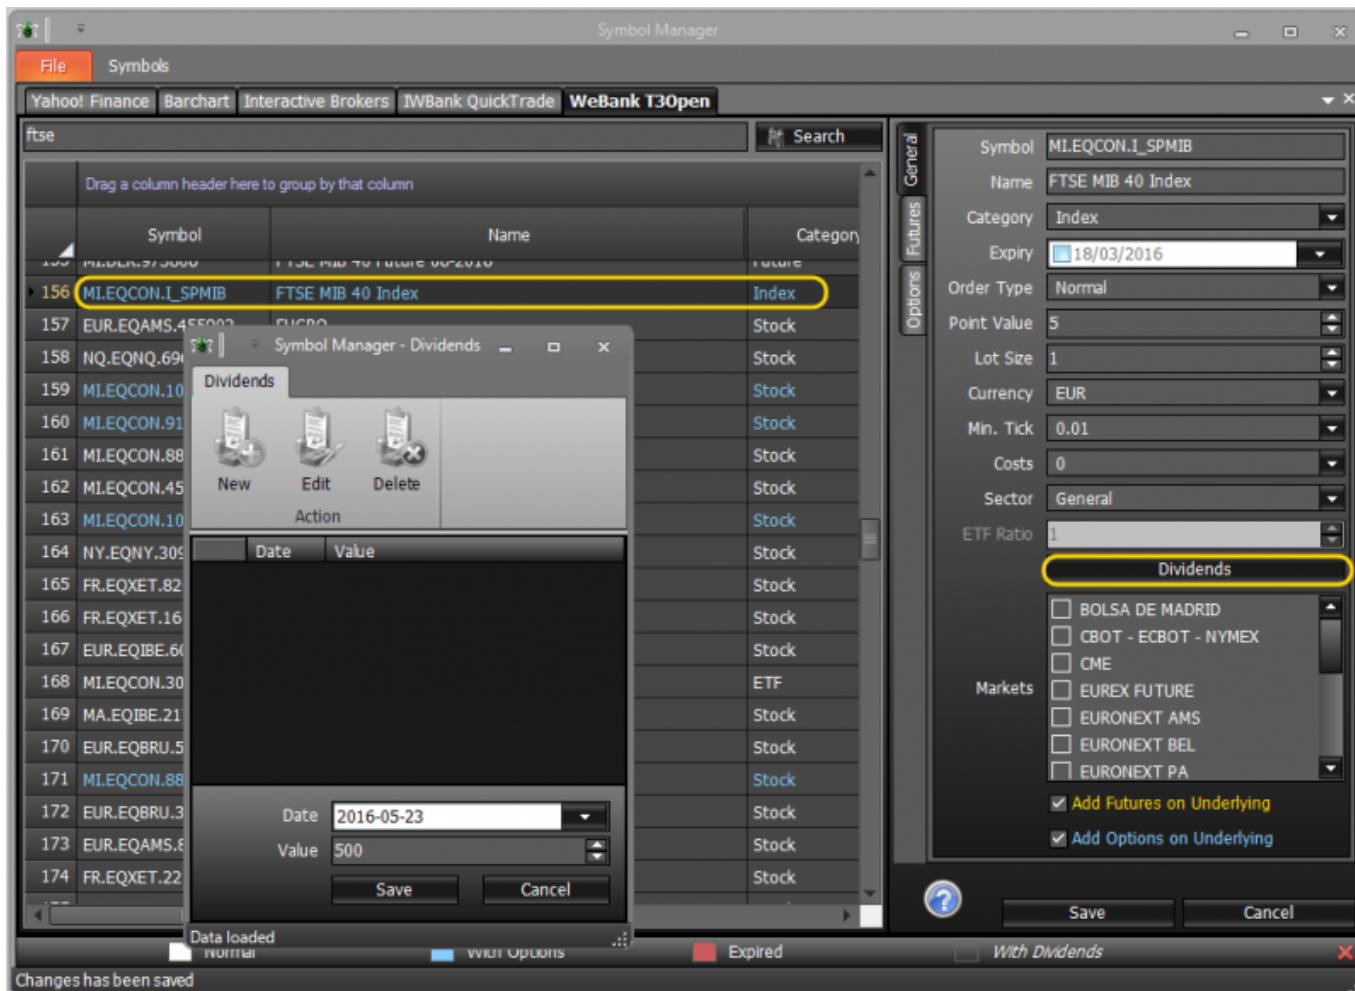 Symbol Manager
File Symbols
Yahoo! Finance Barchart Interactive Brokers IWBank QuickTrade WeBank T3Open
ftse Search
Drag a column header here to group by that column
Symbol Name Category
156 MI.EQCON.I_SPMIB FTSE MIB 40 Index Index
157 Stock
158 NQ.EQNQ.69 Stock
159 MI.EQCON.10 Stock
160 MI.EQCON.91 Stock
161 MI.EQCON.88 Stock
162 MI.EQCON.45 Stock
163 MI.EQCON.10 Stock
164 NY.EQNY.309 Stock
165 FR.EQXET.82 Stock
166 FR.EQXET.16 Stock
167 EUR.EQIBE.60 Stock
168 MI.EQCON.30 ETF
169 MA.EQIBE.21 Stock
170 EUR.EQBRU.5 Stock
171 MI.EQCON.88 Stock
172 EUR.EQBRU.3 Stock
173 EUR.EQAMS.8 Stock
174 FR.EQXET.22 Stock
Symbol Manager - Dividends
Dividends
New Edit Delete
Action
Date Value
Date 2016-05-23
Value 500
Save Cancel
Data loaded
General
Futures
Options
Symbol MI.EQCON.I_SPMIB
Name FTSE MIB 40 Index
Category Index
Expiry 18/03/2016
Order Type Normal
Point Value 5
Lot Size 1
Currency EUR
Min. Tick 0.01
Costs 0
Sector General
ETF Ratio 1
Dividends
Markets
BOLSA DE MADRID
CBOT - ECBOT - NYMEX
CME
EUREX FUTURE
EURONEXT AMS
EURONEXT BEL
EURONEXT PA
Add Futures on Underlying
Add Options on Underlying
Save Cancel
Normal With Options Expired With Dividends
Changes has been saved